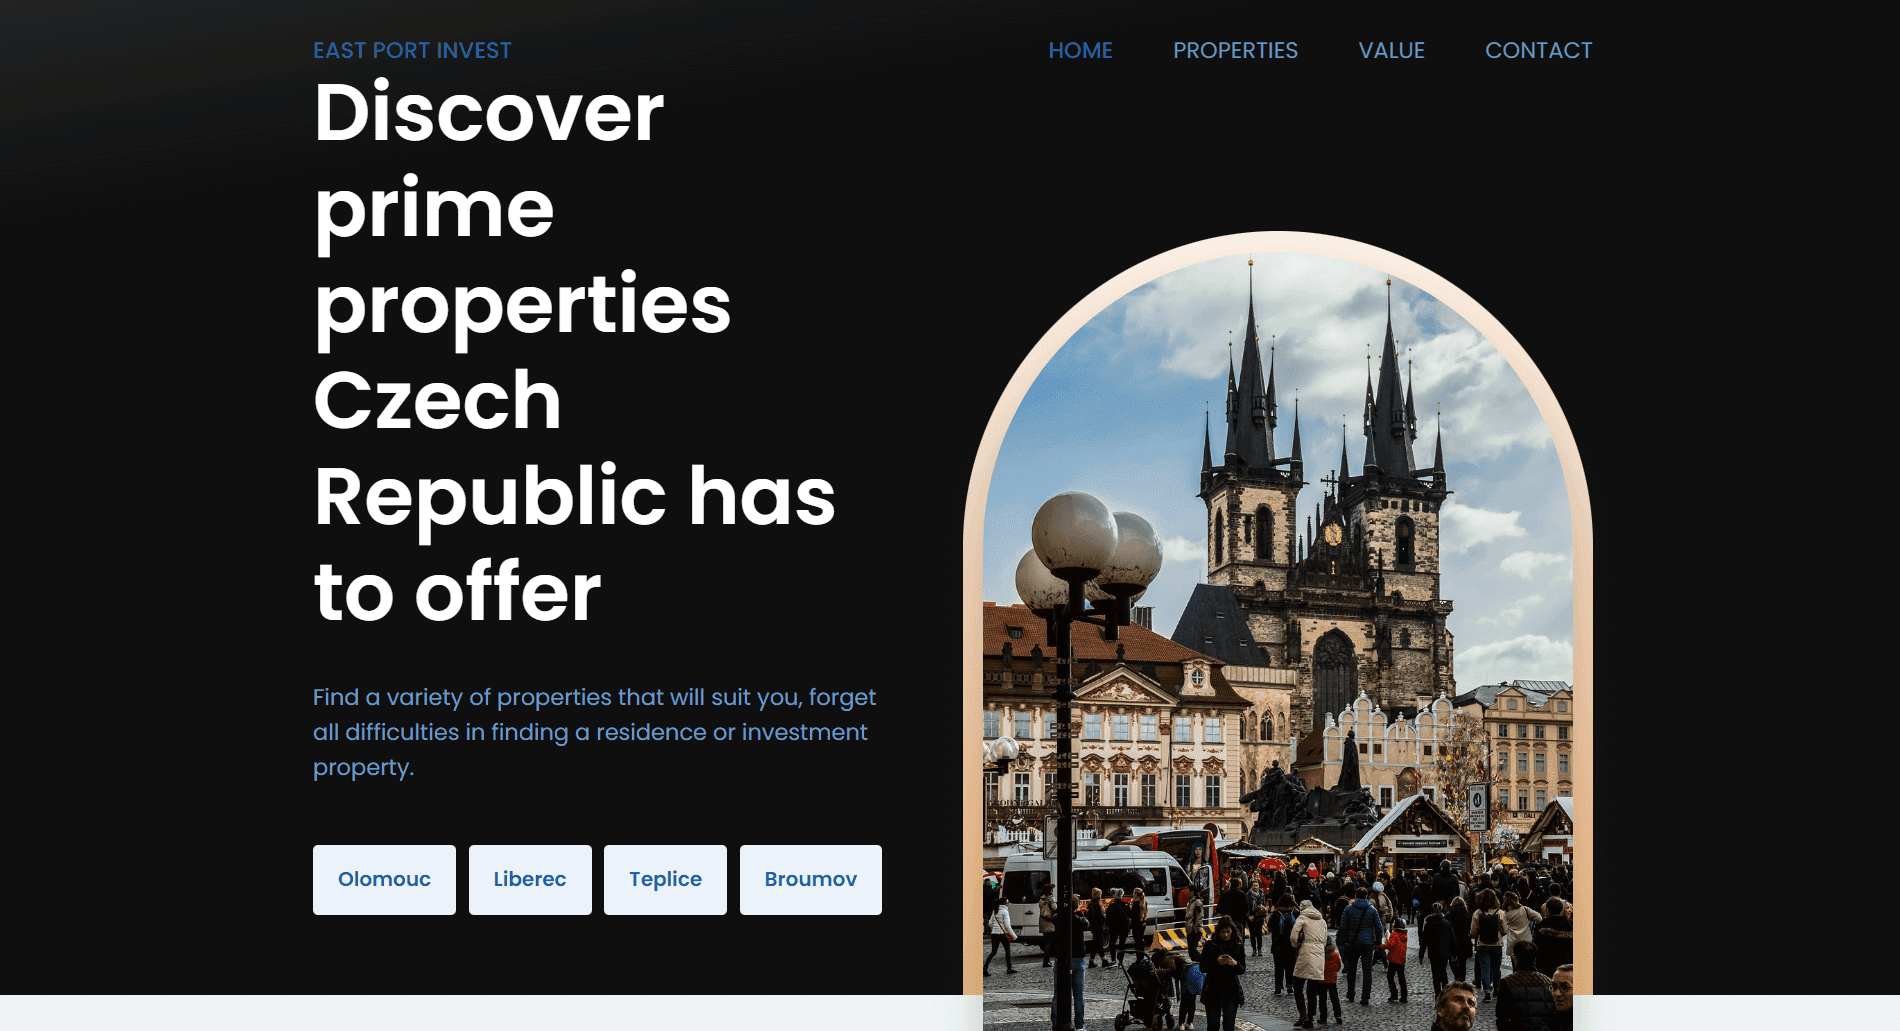 EAST PORT INVEST
HOME PROPERTIES VALUE CONTACT
Discover
prime
properties
Czech
Republic has
to offer
Find a variety of properties that will suit you, forget
all difficulties in finding a residence or investment
property.
Olomouc Liberec Teplice Broumov